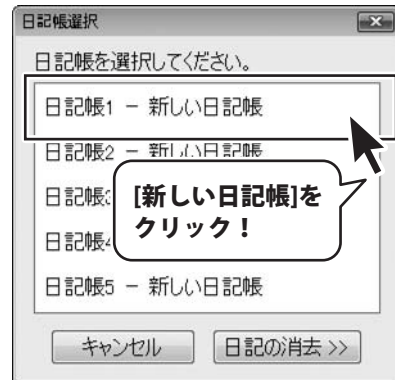 日記帳選択
日記帳を選択してください。
日記帳1 － 新しい日記帳
日記帳2 － 新しい日記帳
日記帳
[新しい日記帳]を
クリック！
日記帳
日記帳5 － 新しい日記帳
キャンセル
日記の消去 >>